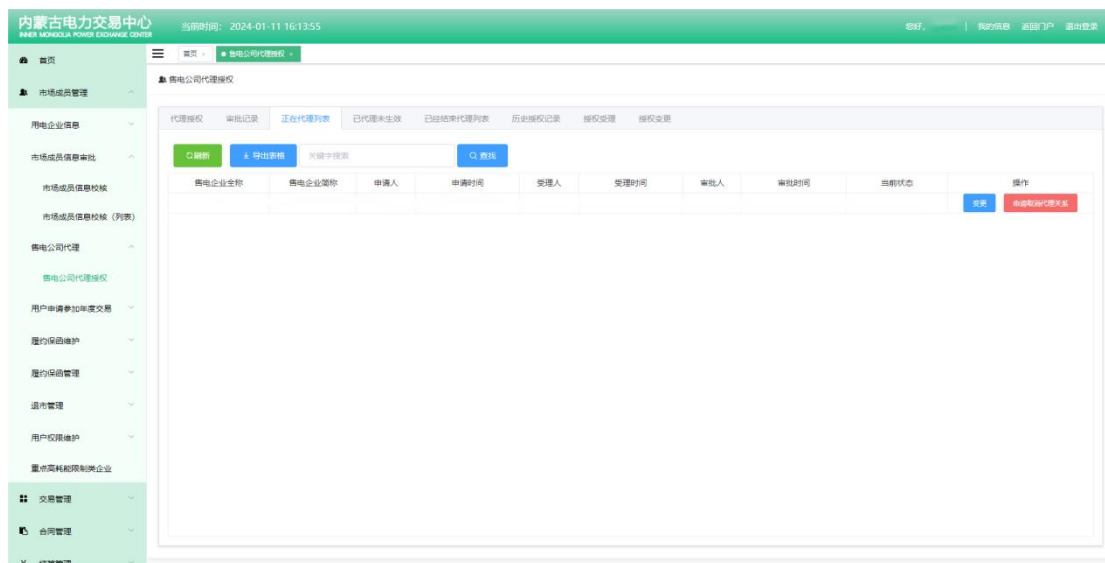 内蒙古电力交易中心
INNER MONGOLIA POWER EXCHANGE CENTER
当前时间: 2024-01-11 16:13:55
您好, | 我的信息 返回门户 退出登录
首页
市场成员管理
用电企业信息
市场成员信息审批
市场成员信息校核
市场成员信息校核 (列表)
售电公司代理
售电公司代理授权
用户申请参加年度交易
履约保函维护
履约保函管理
退市管理
用户权限维护
重点高耗能限制类企业
交易管理
合同管理
结算管理
首页 售电公司代理授权
售电公司代理授权
代理授权 审批记录 正在代理列表 已代理未生效 已经结束代理列表 历史授权记录 授权受理 授权变更
刷新 导出表格 关键字搜索 查找
售电企业全称 售电企业简称 申请人 申请时间 受理人 受理时间 审批人 审批时间 当前状态 操作
变更 申请取消代理关系